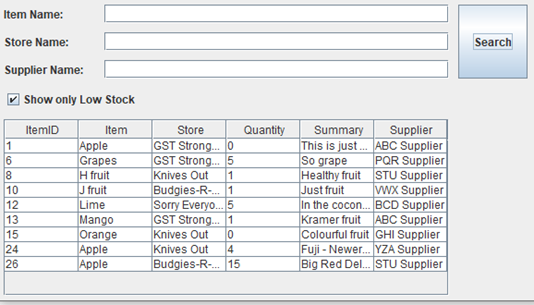 Item Name:
Search
Store Name:
Supplier Name:
Show only Low Stock
ItemID Item Store Quantity Summary Supplier
1 Apple GST Strong... 0 This is just ... ABC Supplier
6 Grapes GST Strong... 5 So grape PQR Supplier
8 H fruit Knives Out 1 Healthy fruit STU Supplier
10 J fruit Budgies-R-... 1 Just fruit VWX Supplier
12 Lime Sorry Everyo... 5 In the cocon... BCD Supplier
13 Mango GST Strong... 1 Kramer fruit ABC Supplier
15 Orange Knives Out 0 Colourful fruit GHI Supplier
24 Apple Knives Out 4 Fuji - Newer... YZA Supplier
26 Apple Budgies-R-... 15 Big Red Del... STU Supplier